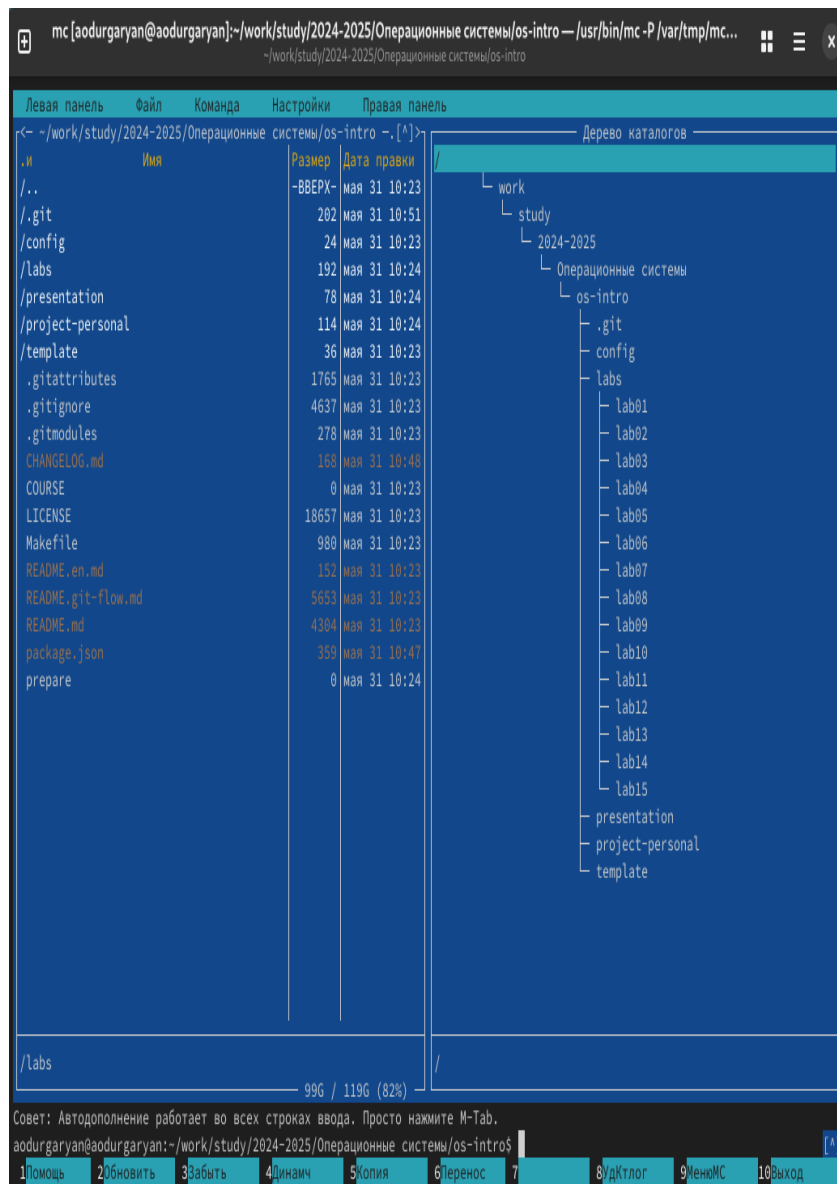 mc [aodurgaryan@aodurgaryan]:~/work/study/2024-2025/Операционные системы/os-intro — /usr/bin/mc -P /var/tmp/mc...
~/work/study/2024-2025/Операционные системы/os-intro
Левая панель Файл Команда Настройки Правая панель
<— ~/work/study/2024-2025/Операционные системы/os-intro —.[^]>
.и Имя Размер Дата правки
/.. -ВВЕРХ- мая 31 10:23
/.git 202 мая 31 10:51
/config 24 мая 31 10:23
/labs 192 мая 31 10:24
/presentation 78 мая 31 10:24
/project-personal 114 мая 31 10:24
/template 36 мая 31 10:23
.gitattributes 1765 мая 31 10:23
.gitignore 4637 мая 31 10:23
.gitmodules 278 мая 31 10:23
CHANGELOG.md 168 мая 31 10:48
COURSE 0 мая 31 10:23
LICENSE 18657 мая 31 10:23
Makefile 980 мая 31 10:23
README.en.md 152 мая 31 10:23
README.git-flow.md 5653 мая 31 10:23
README.md 4304 мая 31 10:23
package.json 359 мая 31 10:47
prepare 0 мая 31 10:24
/labs
99G / 119G (82%)
Дерево каталогов
/
work
study
2024-2025
Операционные системы
os-intro
.git
config
labs
lab01
lab02
lab03
lab04
lab05
lab06
lab07
lab08
lab09
lab10
lab11
lab12
lab13
lab14
lab15
presentation
project-personal
template
/
Совет: Автодополнение работает во всех строках ввода. Просто нажмите M-Tab.
aodurgaryan@aodurgaryan:~/work/study/2024-2025/Операционные системы/os-intro$ [^
1Помощь 2Обновить 3Забыть 4Динамч 5Копия 6Перенос 7 8УдКтлог 9МенюMC 10Выход